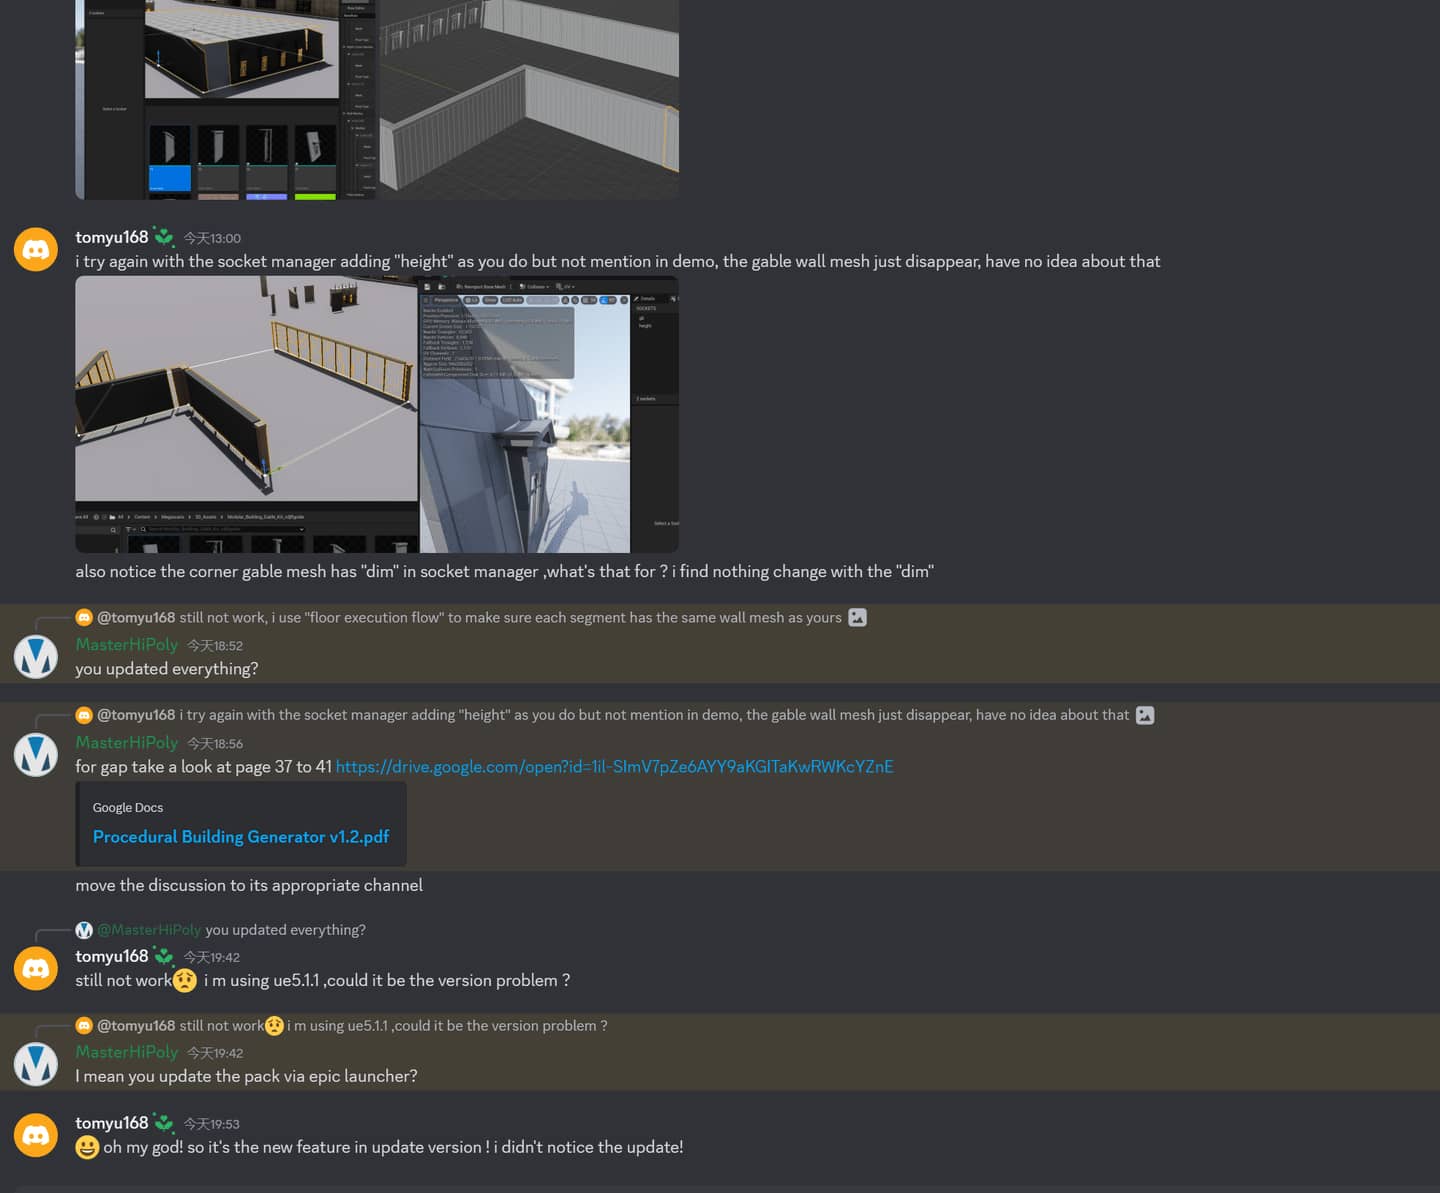 tomyu168 今天13:00
i try again with the socket manager adding "height" as you do but not mention in demo, the gable wall mesh just disappear, have no idea about that
Perspective
Details
SOCKETS
height
2 sockets
also notice the corner gable mesh has "dim" in socket manager ,what's that for ? i find nothing change with the "dim"
@tomyu168 still not work, i use "floor execution flow" to make sure each segment has the same wall mesh as yours
MasterHiPoly 今天18:52
you updated everything?
@tomyu168 i try again with the socket manager adding "height" as you do but not mention in demo, the gable wall mesh just disappear, have no idea about that
MasterHiPoly 今天18:56
for gap take a look at page 37 to 41 https://drive.google.com/open?id=1il-SImV7pZe6AYY9aKGITaKwRWKcYZnE
Google Docs
Procedural Building Generator v1.2.pdf
move the discussion to its appropriate channel
@MasterHiPoly you updated everything?
tomyu168 今天19:42
still not work😟 i m using ue5.1.1 ,could it be the version problem ?
@tomyu168 still not work😟 i m using ue5.1.1 ,could it be the version problem ?
MasterHiPoly 今天19:42
I mean you update the pack via epic launcher?
tomyu168 今天19:53
😀 oh my god! so it's the new feature in update version ! i didn't notice the update!